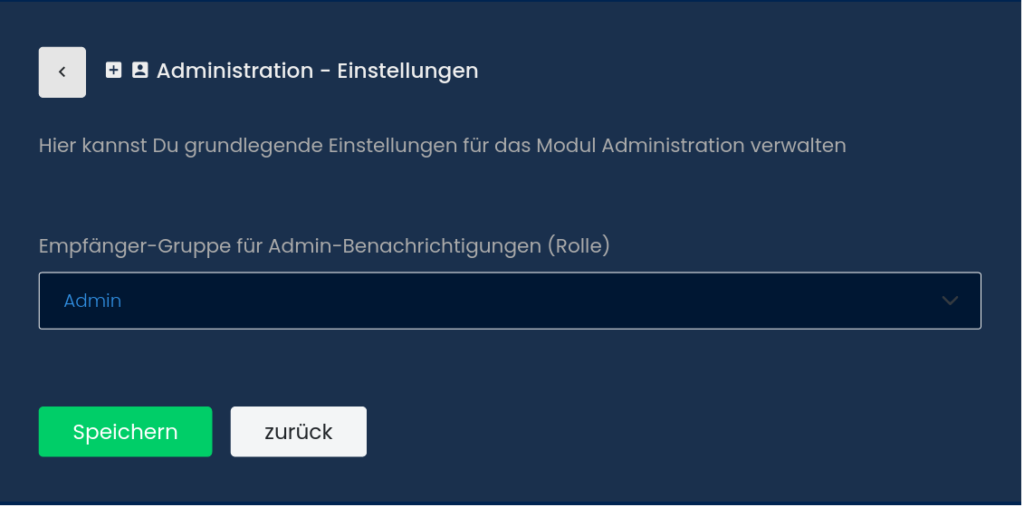 Administration - Einstellungen
Hier kannst Du grundlegende Einstellungen für das Modul Administration verwalten
Empfänger-Gruppe für Admin-Benachrichtigungen (Rolle)
Admin
Speichern zurück